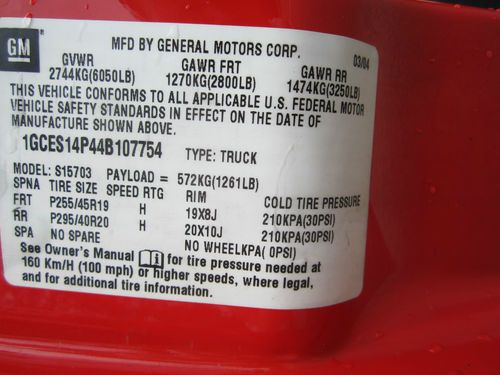 GM
MFD BY GENERAL MOTORS CORP.
03/04
GVWR GAWR FRT GAWR RR
2744KG(6050LB) 1270KG(2800LB) 1474KG(3250LB)
THIS VEHICLE CONFORMS TO ALL APPLICABLE U.S. FEDERAL MOTOR
VEHICLE SAFETY STANDARDS IN EFFECT ON THE DATE OF
MANUFACTURE SHOWN ABOVE.
1GCES14P44B107754 TYPE: TRUCK
MODEL: S15703 PAYLOAD = 572KG(1261LB)
SPNA TIRE SIZE SPEED RTG RIM COLD TIRE PRESSURE
FRT P255/45R19 H 19X8J 210KPA(30PSI)
RR P295/40R20 H 20X10J 210KPA(30PSI)
SPA NO SPARE NO WHEELKPA( 0PSI)
See Owner's Manual for tire pressure needed at
160 Km/H (100 mph) or higher speeds, where legal,
and for additional tire information.